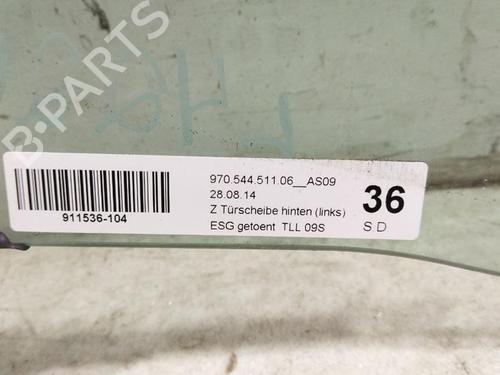 B-PARTS
970.544.511.06__AS09
28.08.14
Z Türscheibe hinten (links)
ESG getoent TLL 09S
911536-104
36
S.D